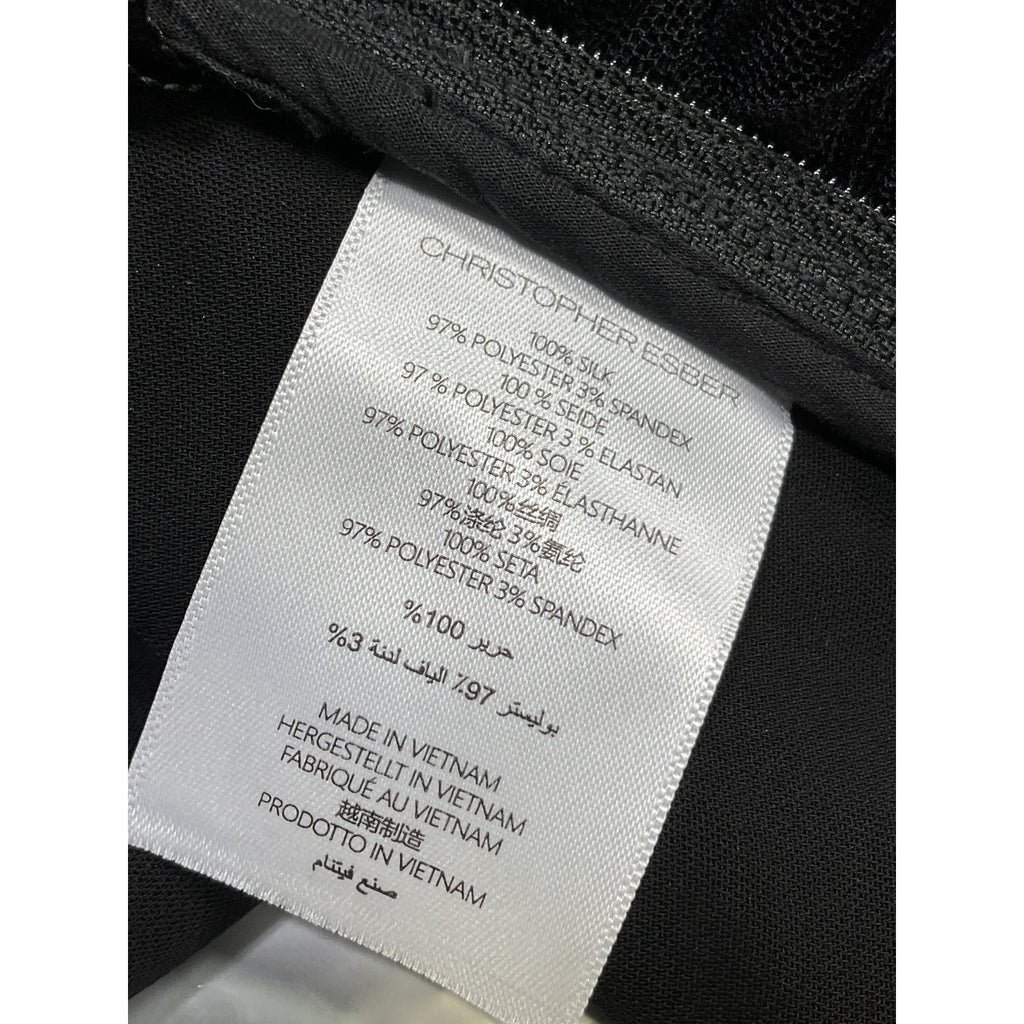 CHRISTOPHER ESBER
100% SILK
97% POLYESTER 3% SPANDEX
100 % SEIDE
97 % POLYESTER 3 % ELASTAN
100% SOIE
97% POLYESTER 3% ÉLASTHANNE
100%丝绸
97%涤纶 3%氨纶
100% SETA
97% POLYESTER 3% SPANDEX
حرير 100%
بوليستر 97٪ الياف لدنة 3%
MADE IN VIETNAM
HERGESTELLT IN VIETNAM
FABRIQUÉ AU VIETNAM
越南制造
PRODOTTO IN VIETNAM
صنع فيتنام